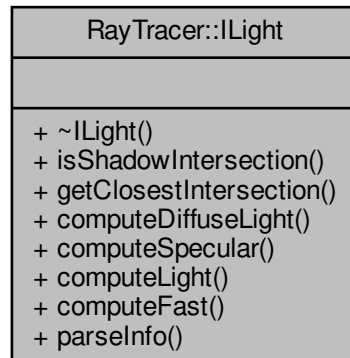 RayTracer::ILight
+ ~ILight()
+ isShadowIntersection()
+ getClosestIntersection()
+ computeDiffuseLight()
+ computeSpecular()
+ computeLight()
+ computeFast()
+ parseInfo()